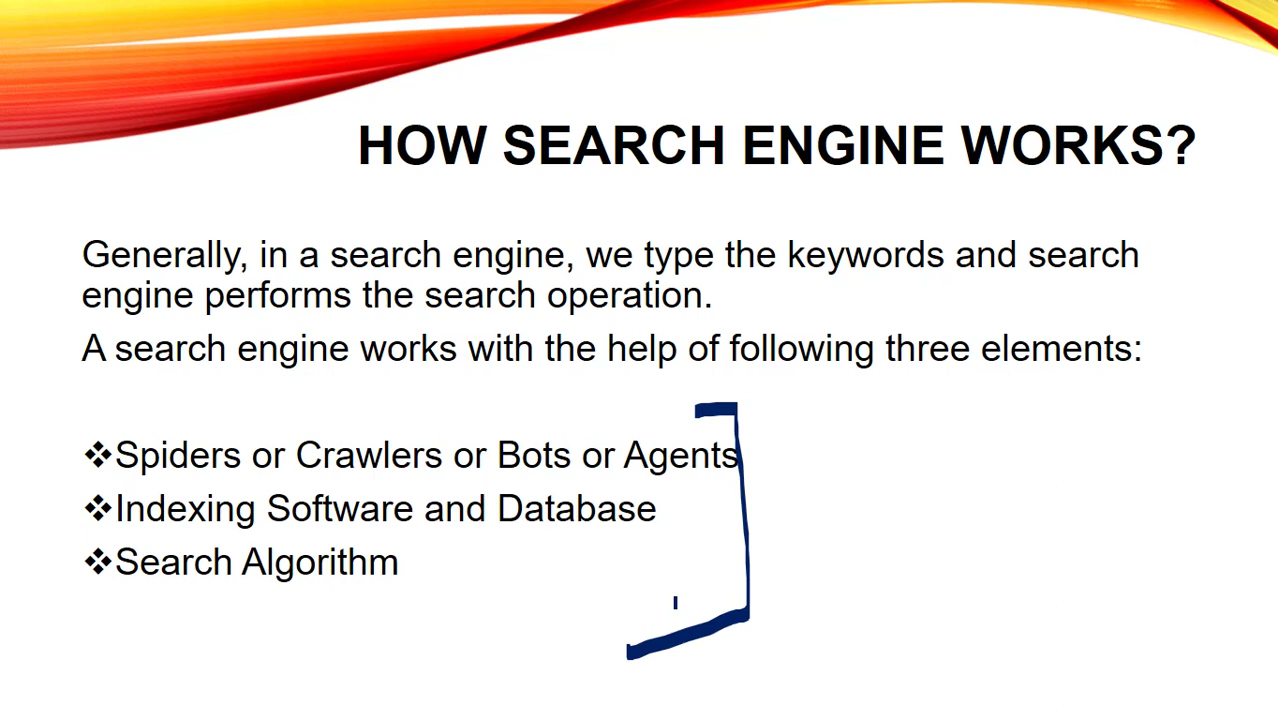 HOW SEARCH ENGINE WORKS?
Generally, in a search engine, we type the keywords and search
engine performs the search operation.
A search engine works with the help of following three elements:
❖Spiders or Crawlers or Bots or Agents
❖Indexing Software and Database
❖Search Algorithm